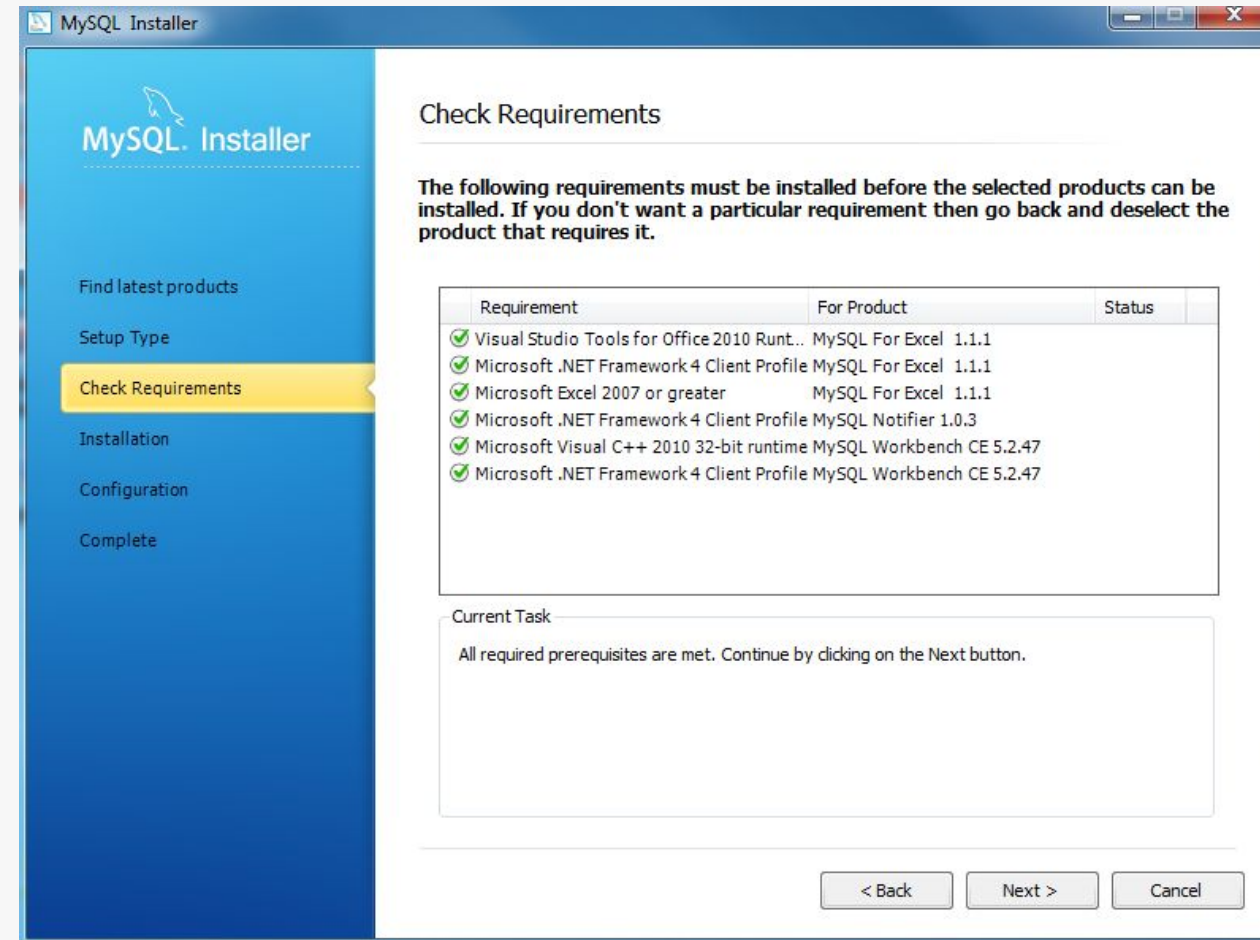 MySQL Installer
MySQL. Installer
Find latest products
Setup Type
Check Requirements
Installation
Configuration
Complete
Check Requirements
The following requirements must be installed before the selected products can be
installed. If you don't want a particular requirement then go back and deselect the
product that requires it.
Requirement For Product Status
Visual Studio Tools for Office 2010 Runt... MySQL For Excel 1.1.1
Microsoft .NET Framework 4 Client Profile MySQL For Excel 1.1.1
Microsoft Excel 2007 or greater MySQL For Excel 1.1.1
Microsoft .NET Framework 4 Client Profile MySQL Notifier 1.0.3
Microsoft Visual C++ 2010 32-bit runtime MySQL Workbench CE 5.2.47
Microsoft .NET Framework 4 Client Profile MySQL Workbench CE 5.2.47
Current Task
All required prerequisites are met. Continue by clicking on the Next button.
< Back Next > Cancel